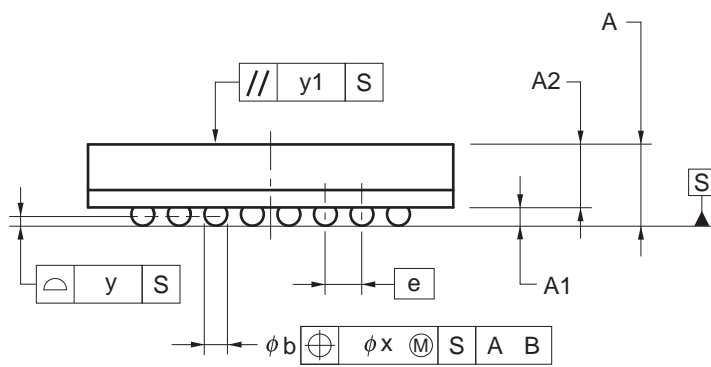 A
// y1 S
A2
S
⌓ y S
e
A1
φb ⌖ φx Ⓜ S A B